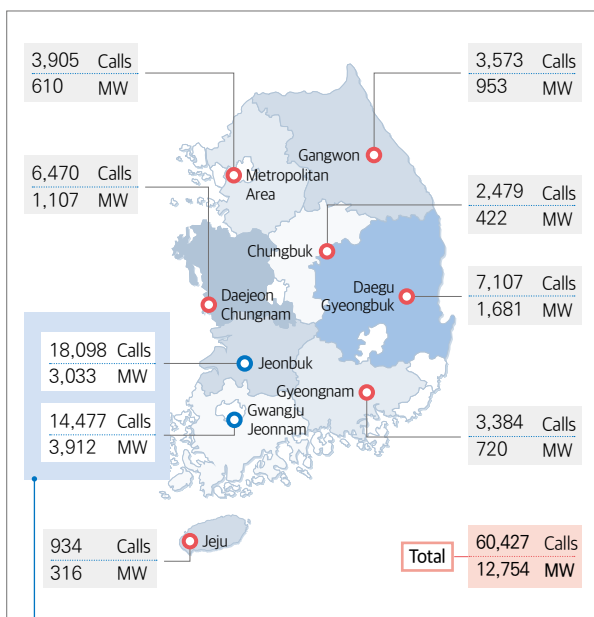 3,905 Calls
610 MW
3,573 Calls
953 MW
Gangwon
Metropolitan
Area
6,470 Calls
1,107 MW
2,479 Calls
422 MW
Chungbuk
Daegu
Gyeongbuk
7,107 Calls
1,681 MW
Daejeon
Chungnam
18,098 Calls
3,033 MW
Jeonbuk
Gyeongnam
14,477 Calls
3,912 MW
Gwangju
Jeonnam
3,384 Calls
720 MW
934 Calls
316 MW
Jeju
Total
60,427 Calls
12,754 MW